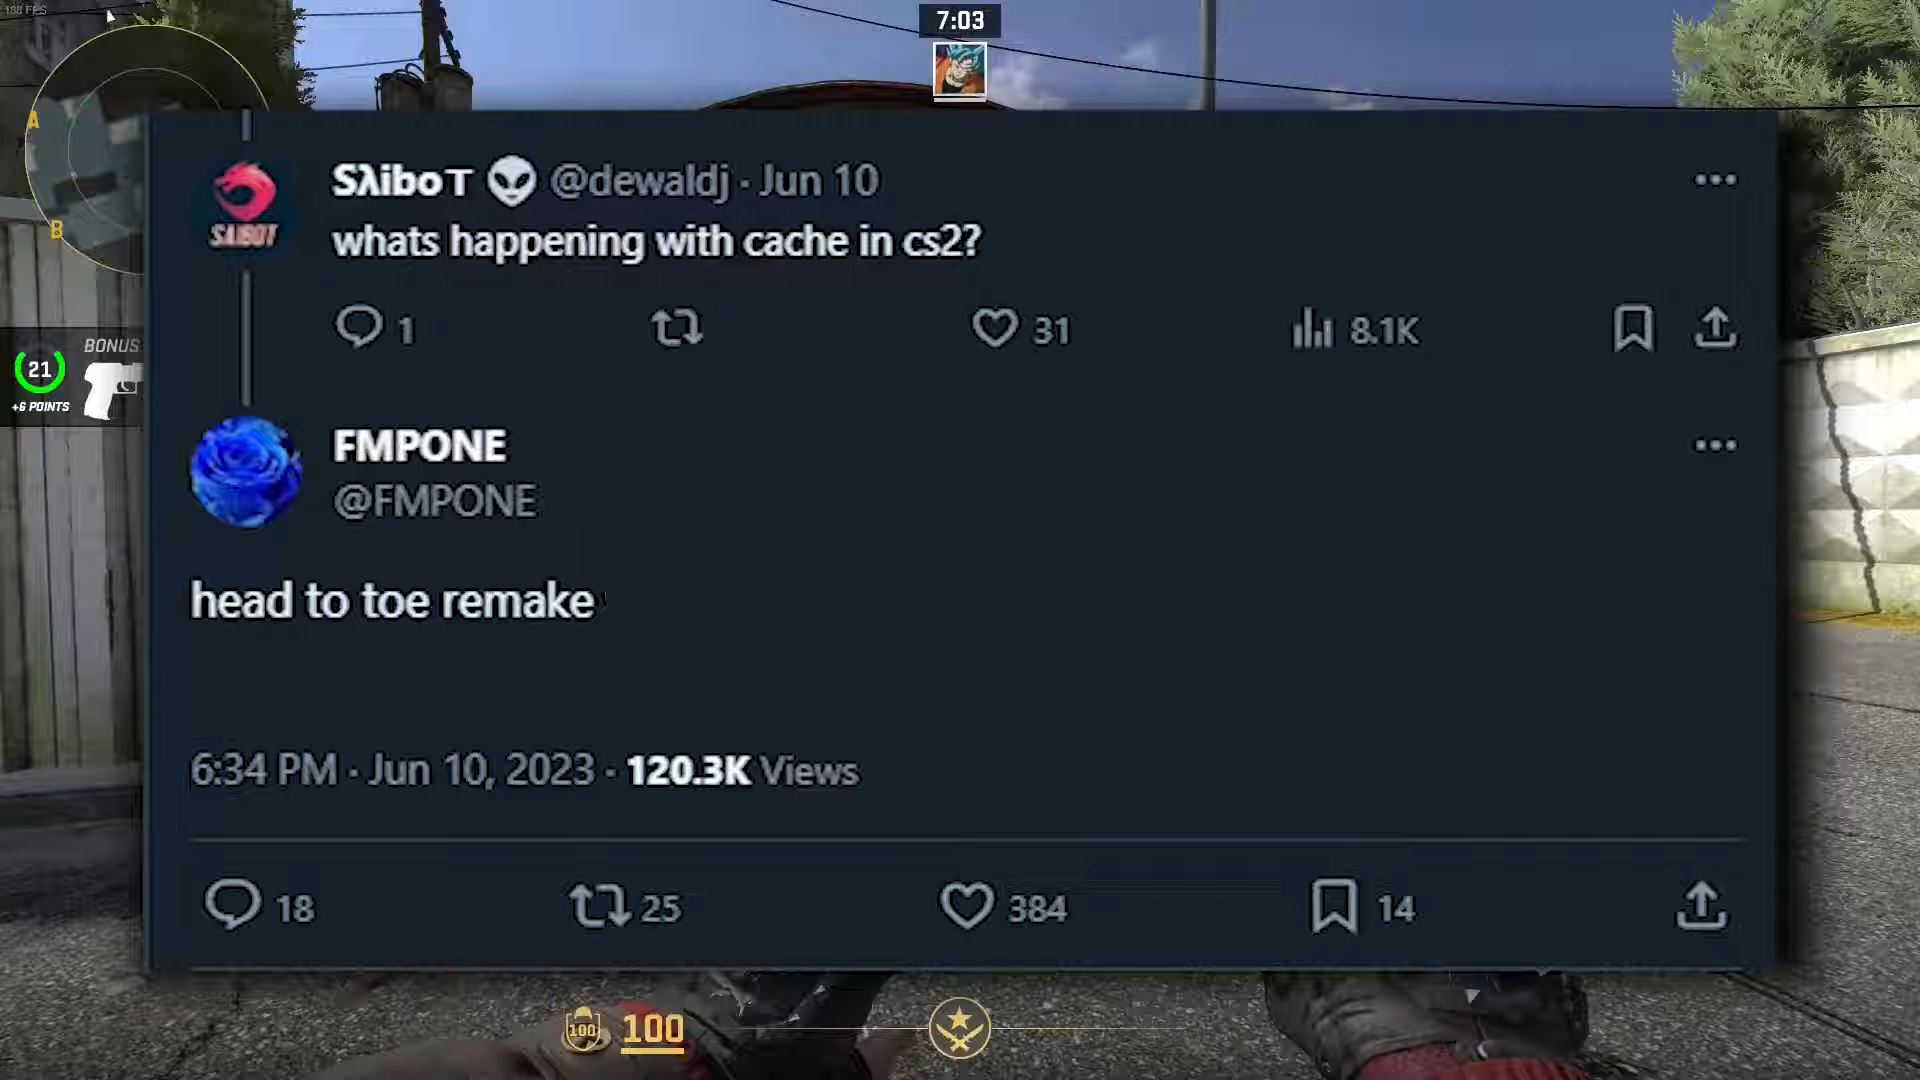 188 FPS
7:03
A
B
SλiboT @dewaldj · Jun 10
SAIBOT
whats happening with cache in cs2?
1
31
8.1K
BONUS
21
+6 POINTS
FMPONE
@FMPONE
head to toe remake
6:34 PM · Jun 10, 2023 · 120.3K Views
18
25
384
14
100
100